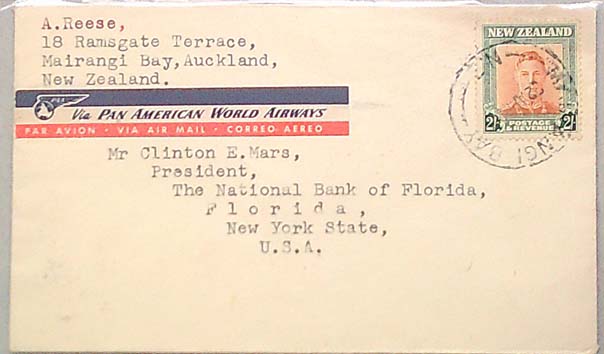 A.Reese,
18 Ramsgate Terrace,
Mairangi Bay, Auckland,
New Zealand.
Via PAN AMERICAN WORLD AIRWAYS
PAR AVION · VIA AIR MAIL · CORREO AEREO
NEW ZEALAND
2/- POSTAGE & REVENUE 2/-
Mr Clinton E.Mars,
President,
The National Bank of Florida,
Florida,
New York State,
U.S.A.